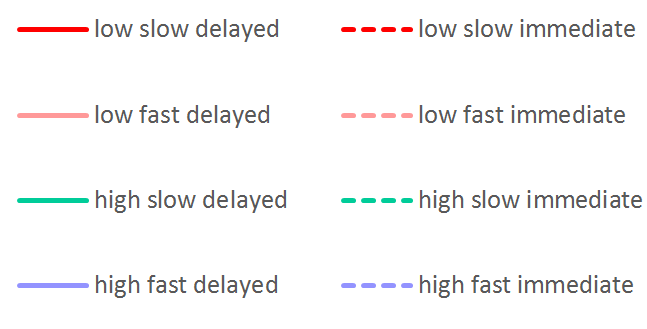 low slow delayed
low slow immediate
low fast delayed
low fast immediate
high slow delayed
high slow immediate
high fast delayed
high fast immediate